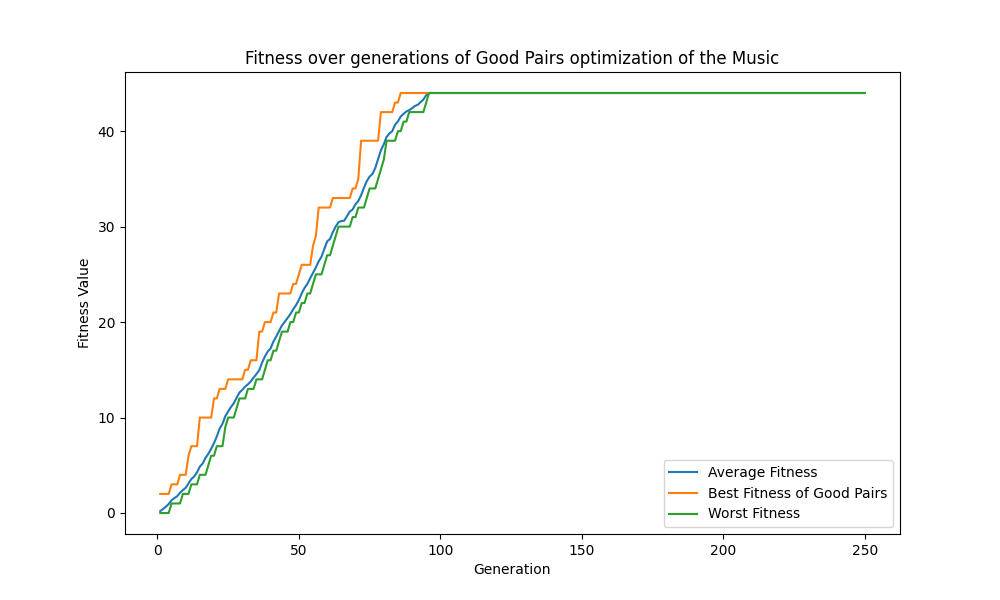 Fitness over generations of Good Pairs optimization of the Music
Fitness Value
40
30
20
10
0
0 50 100 150 200 250
Generation
Average Fitness
Best Fitness of Good Pairs
Worst Fitness